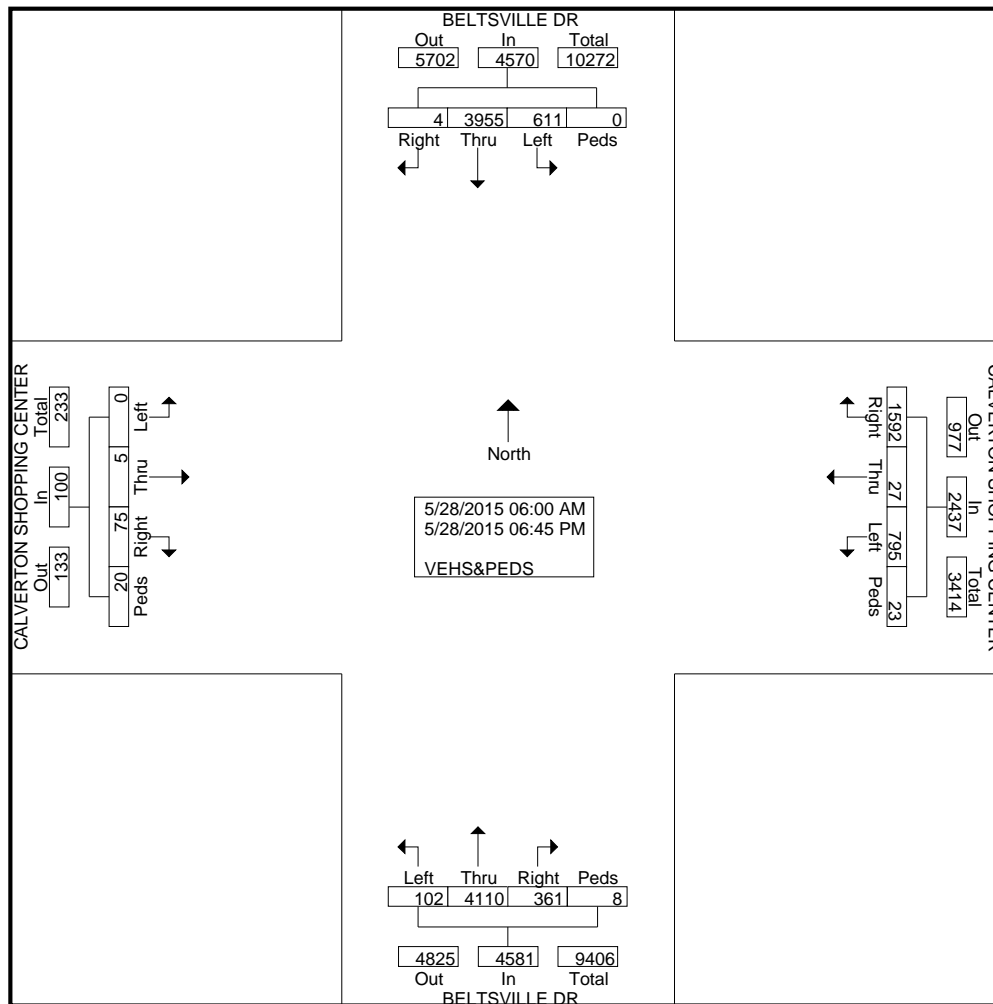 BELTSVILLE DR
Out In Total
5702 4570 10272
4 3955 611 0
Right Thru Left Peds
CALVERTON SHOPPING CENTER
Total In Out
233 100 133
0 5 75 20
Left Thru Right Peds
North
5/28/2015 06:00 AM
5/28/2015 06:45 PM
VEHS&PEDS
Right Thru Left Peds
1592 27 795 23
Out In Total
977 2437 3414
CALVERTON SHOPPING CENTER
Left Thru Right Peds
102 4110 361 8
4825 4581 9406
Out In Total
BELTSVILLE DR